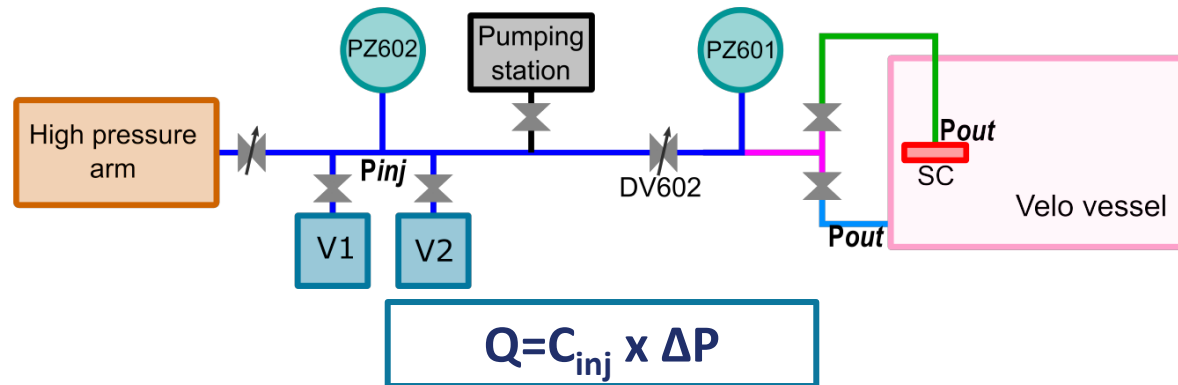 PZ602
Pumping
station
PZ601
High pressure
arm
Pinj
DV602
Pout
SC
Velo vessel
Pout
V1
V2
Q=Cinj x ΔP